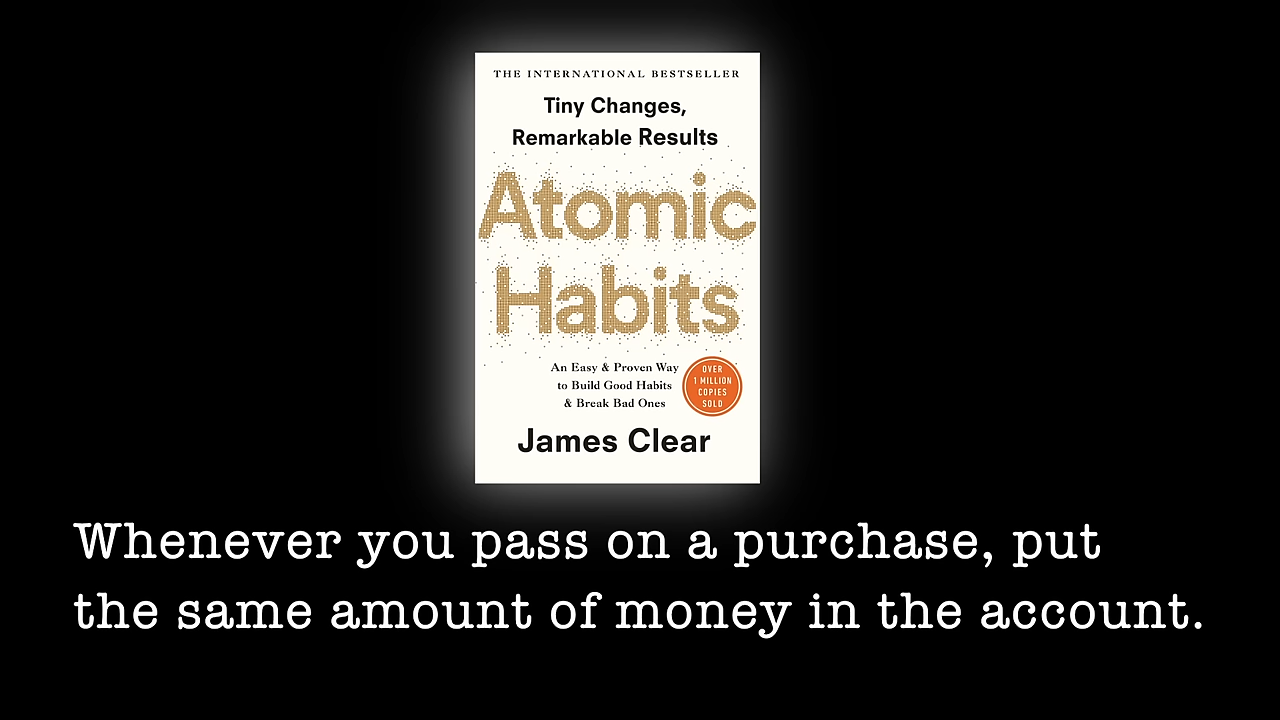 THE INTERNATIONAL BESTSELLER
Tiny Changes,
Remarkable Results
Atomic
Habits
An Easy & Proven Way
to Build Good Habits
& Break Bad Ones
OVER
1 MILLION
COPIES
SOLD
James Clear
Whenever you pass on a purchase, put
the same amount of money in the account.